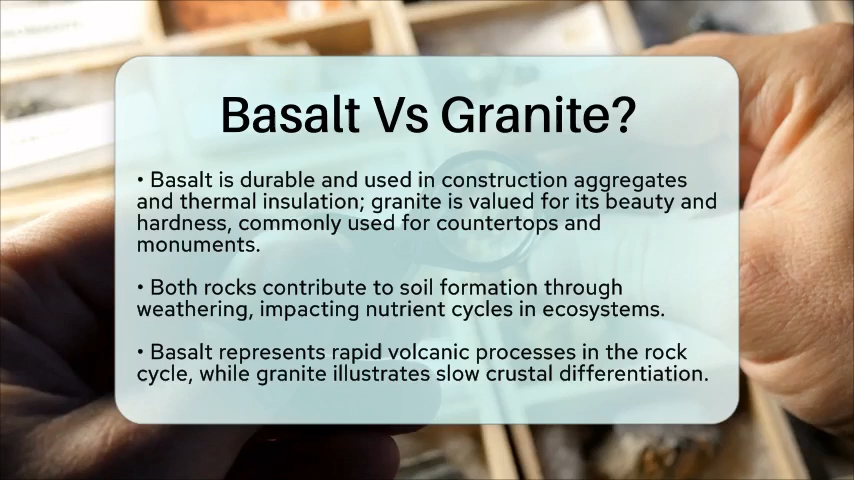 Basalt Vs Granite?
• Basalt is durable and used in construction aggregates
and thermal insulation; granite is valued for its beauty and
hardness, commonly used for countertops and
monuments.
• Both rocks contribute to soil formation through
weathering, impacting nutrient cycles in ecosystems.
• Basalt represents rapid volcanic processes in the rock
cycle, while granite illustrates slow crustal differentiation.